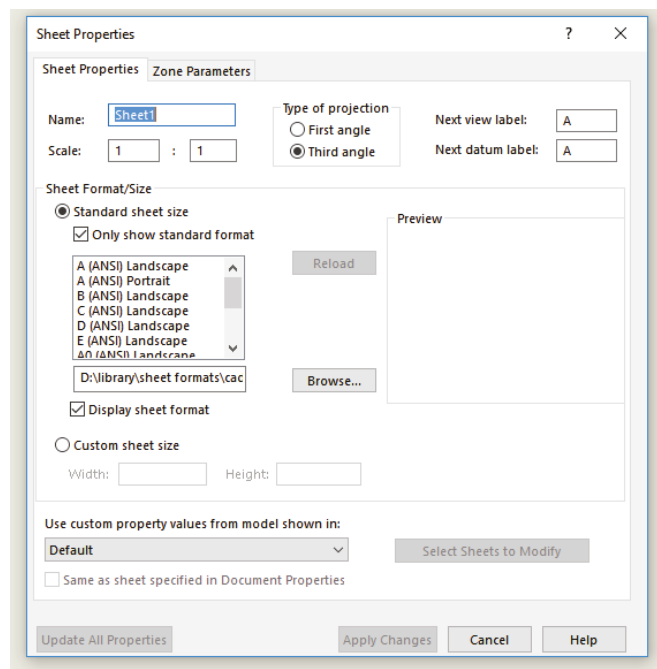 Sheet Properties ? X
Sheet Properties Zone Parameters
Name: Sheet1
Type of projection
First angle
Third angle
Next view label: A
Scale: 1 : 1
Next datum label: A
Sheet Format/Size
Standard sheet size
Only show standard format
Preview
A (ANSI) Landscape
A (ANSI) Portrait
B (ANSI) Landscape
C (ANSI) Landscape
D (ANSI) Landscape
E (ANSI) Landscape
A0 (ANSI) Landscape
Reload
D:\library\sheet formats\cac
Browse...
Display sheet format
Custom sheet size
Width: Height:
Use custom property values from model shown in:
Default
Select Sheets to Modify
Same as sheet specified in Document Properties
Update All Properties Apply Changes Cancel Help